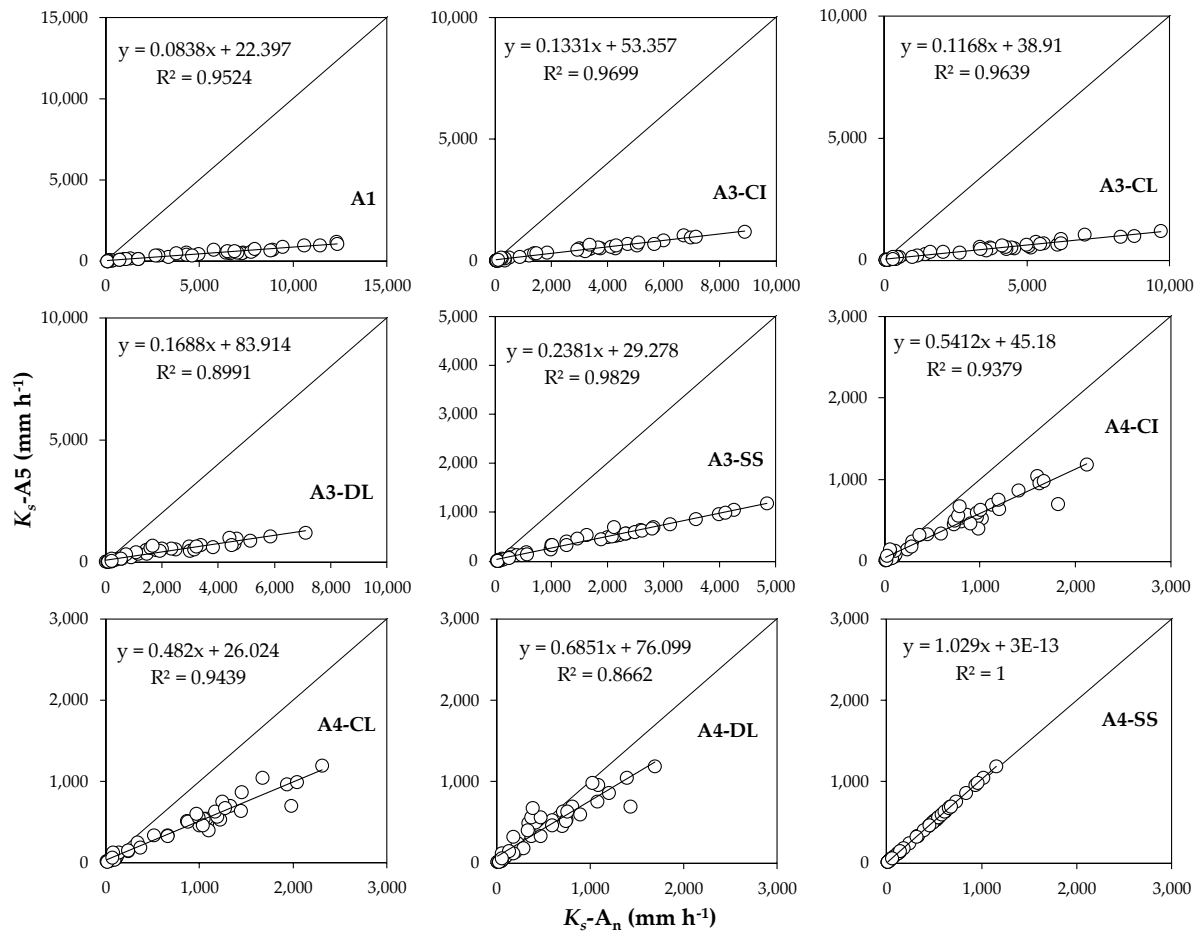 15,000
10,000
5,000
0
y = 0.0838x + 22.397
R² = 0.9524
A1
0 5,000 10,000 15,000
10,000
5,000
0
y = 0.1331x + 53.357
R² = 0.9699
A3-CI
0 2,000 4,000 6,000 8,000 10,000
10,000
5,000
0
y = 0.1168x + 38.91
R² = 0.9639
A3-CL
0 5,000 10,000
Kₛ-A5 (mm h⁻¹)
10,000
5,000
0
y = 0.1688x + 83.914
R² = 0.8991
A3-DL
0 2,000 4,000 6,000 8,000 10,000
5,000
4,000
3,000
2,000
1,000
0
y = 0.2381x + 29.278
R² = 0.9829
A3-SS
0 1,000 2,000 3,000 4,000 5,000
3,000
2,000
1,000
0
y = 0.5412x + 45.18
R² = 0.9379
A4-CI
0 1,000 2,000 3,000
3,000
2,000
1,000
0
y = 0.482x + 26.024
R² = 0.9439
A4-CL
0 1,000 2,000 3,000
3,000
2,000
1,000
0
y = 0.6851x + 76.099
R² = 0.8662
A4-DL
0 1,000 2,000 3,000
3,000
2,000
1,000
0
y = 1.029x + 3E-13
R² = 1
A4-SS
0 1,000 2,000 3,000
Kₛ-Aₙ (mm h⁻¹)